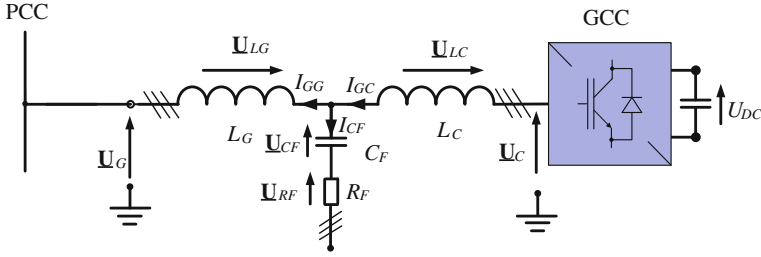 PCC
GCC
U_LG
U_LC
I_GG
I_GC
L_G
I_CF
U_CF
C_F
L_C
U_G
U_C
U_DC
U_RF
R_F